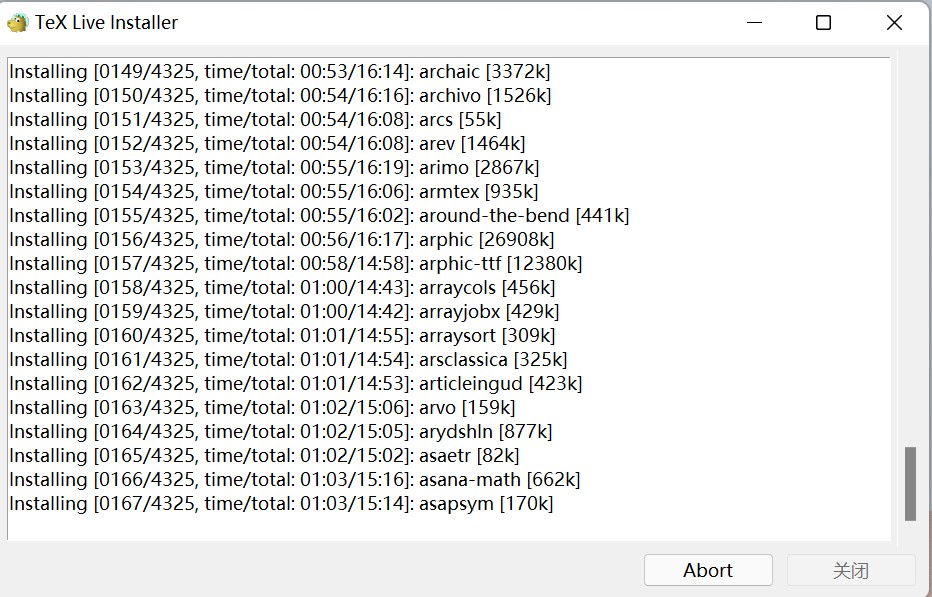 TeX Live Installer
Installing [0149/4325, time/total: 00:53/16:14]: archaic [3372k]
Installing [0150/4325, time/total: 00:54/16:16]: archivo [1526k]
Installing [0151/4325, time/total: 00:54/16:08]: arcs [55k]
Installing [0152/4325, time/total: 00:54/16:08]: arev [1464k]
Installing [0153/4325, time/total: 00:55/16:19]: arimo [2867k]
Installing [0154/4325, time/total: 00:55/16:06]: armtex [935k]
Installing [0155/4325, time/total: 00:55/16:02]: around-the-bend [441k]
Installing [0156/4325, time/total: 00:56/16:17]: arphic [26908k]
Installing [0157/4325, time/total: 00:58/14:58]: arphic-ttf [12380k]
Installing [0158/4325, time/total: 01:00/14:43]: arraycols [456k]
Installing [0159/4325, time/total: 01:00/14:42]: arrayjobx [429k]
Installing [0160/4325, time/total: 01:01/14:55]: arraysort [309k]
Installing [0161/4325, time/total: 01:01/14:54]: arsclassica [325k]
Installing [0162/4325, time/total: 01:01/14:53]: articleingud [423k]
Installing [0163/4325, time/total: 01:02/15:06]: arvo [159k]
Installing [0164/4325, time/total: 01:02/15:05]: arydshln [877k]
Installing [0165/4325, time/total: 01:02/15:02]: asaetr [82k]
Installing [0166/4325, time/total: 01:03/15:16]: asana-math [662k]
Installing [0167/4325, time/total: 01:03/15:14]: asapsym [170k]
Abort
关闭